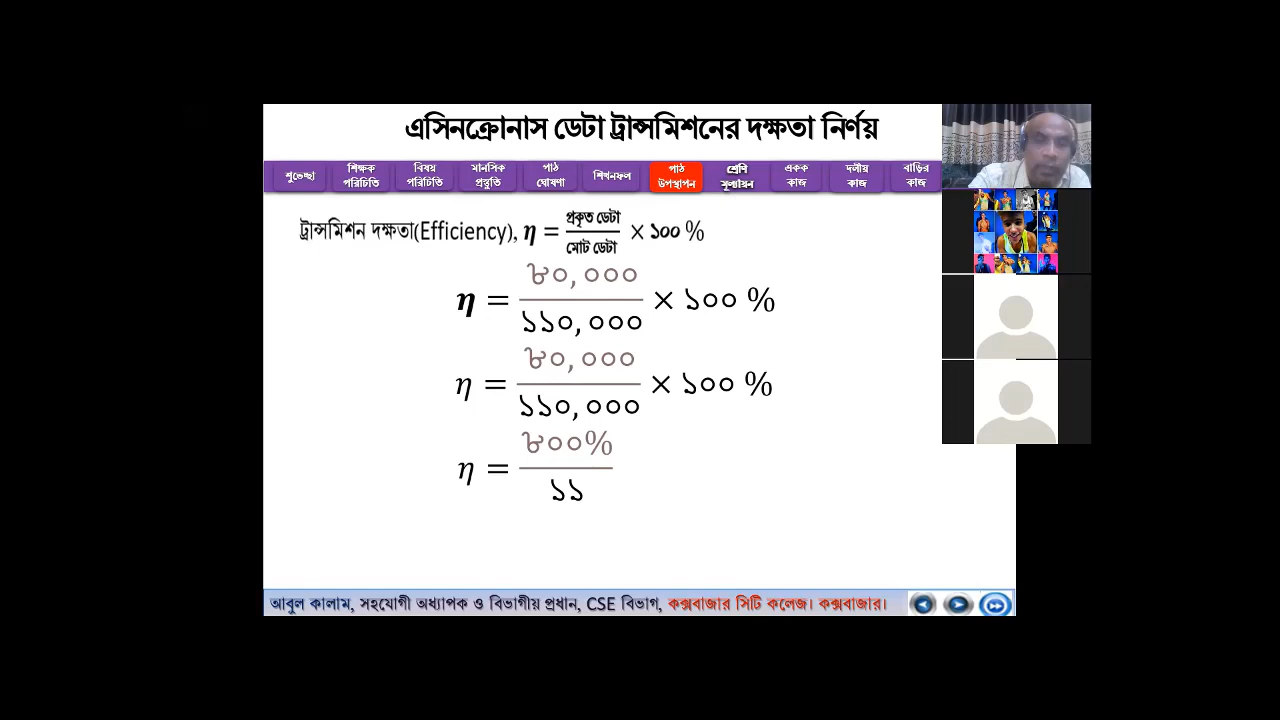 এসিনক্রোনাস ডেটা ট্রান্সমিশনের দক্ষতা নির্ণয়
শুভেচ্ছা শিক্ষক পরিচিতি বিষয় পরিচিতি মানসিক প্রস্তুতি পাঠ ঘোষণা শিখনফল পাঠ উপস্থাপন শ্রেণি মূল্যায়ন একক কাজ দলীয় কাজ বাড়ির কাজ
ট্রান্সমিশন দক্ষতা(Efficiency), η = প্রকৃত ডেটা / মোট ডেটা × ১০০ %
η = ৮০,০০০ / ১১০,০০০ × ১০০ %
η = ৮০,০০০ / ১১০,০০০ × ১০০ %
η = ৮০০% / ১১
আবুল কালাম, সহযোগী অধ্যাপক ও বিভাগীয় প্রধান, CSE বিভাগ, কক্সবাজার সিটি কলেজ। কক্সবাজার।